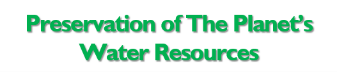 Preservation of The Planet's
Water Resources